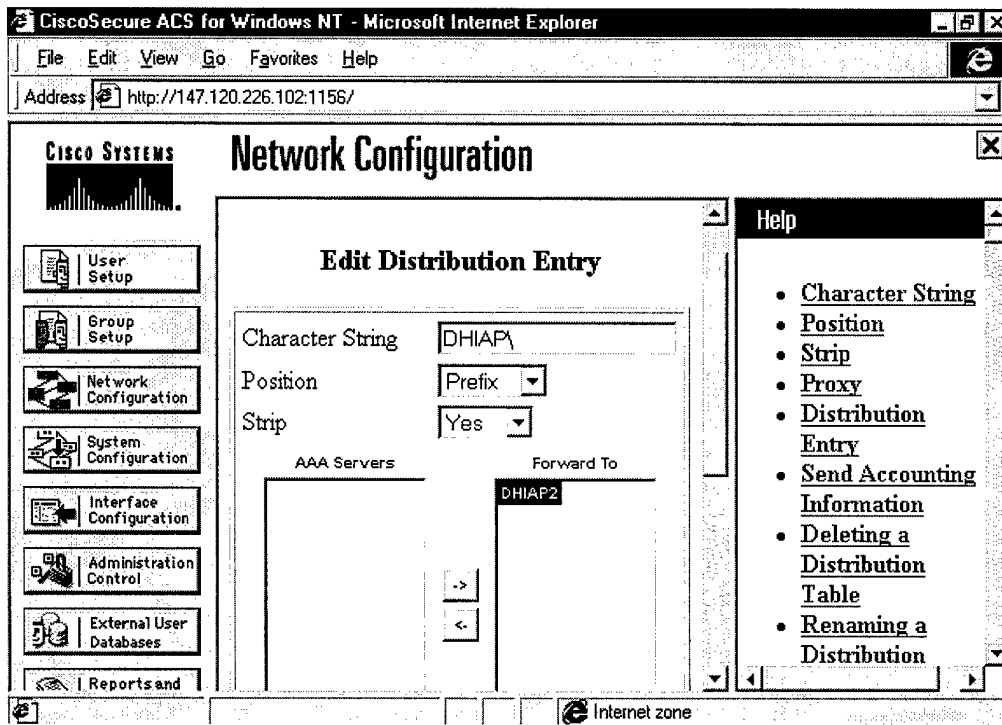 CiscoSecure ACS for Windows NT - Microsoft Internet Explorer
File Edit View Go Favorites Help
Address http://147.120.226.102:1156/
CISCO SYSTEMS
Network Configuration
User Setup
Group Setup
Network Configuration
System Configuration
Interface Configuration
Administration Control
External User Databases
Reports and
Edit Distribution Entry
Character String DHIAP\
Position Prefix
Strip Yes
AAA Servers Forward To
DHIAP2
->
<-
Help
Character String
Position
Strip
Proxy
Distribution
Entry
Send Accounting
Information
Deleting a
Distribution
Table
Renaming a
Distribution
Internet zone